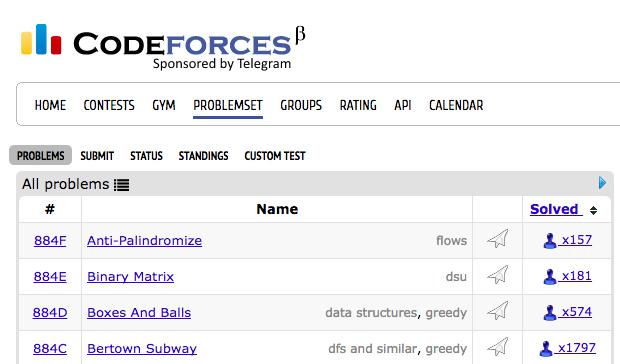 CODEFORCES β
Sponsored by Telegram
HOME CONTESTS GYM PROBLEMSET GROUPS RATING API CALENDAR
PROBLEMS SUBMIT STATUS STANDINGS CUSTOM TEST
All problems
# Name Solved
884F Anti-Palindromize flows x157
884E Binary Matrix dsu x181
884D Boxes And Balls data structures, greedy x574
884C Bertown Subway dfs and similar, greedy x1797